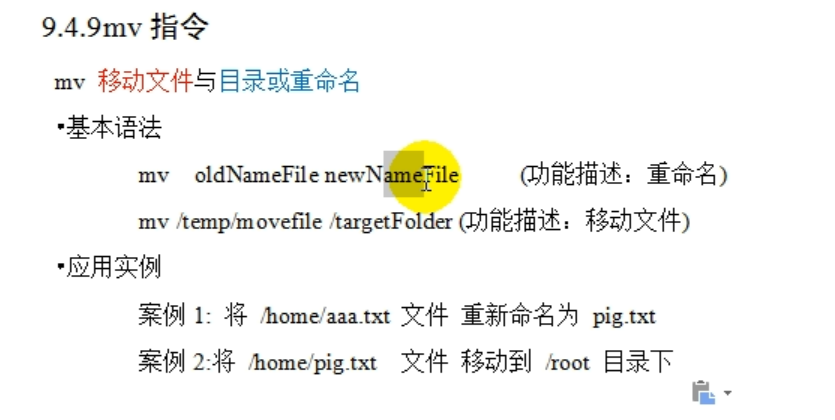 9.4.9mv 指令
mv 移动文件与目录或重命名
▪基本语法
mv oldNameFile newNameFile (功能描述：重命名)
mv /temp/movefile /targetFolder (功能描述：移动文件)
▪应用实例
案例 1: 将 /home/aaa.txt 文件 重新命名为 pig.txt
案例 2:将 /home/pig.txt 文件 移动到 /root 目录下